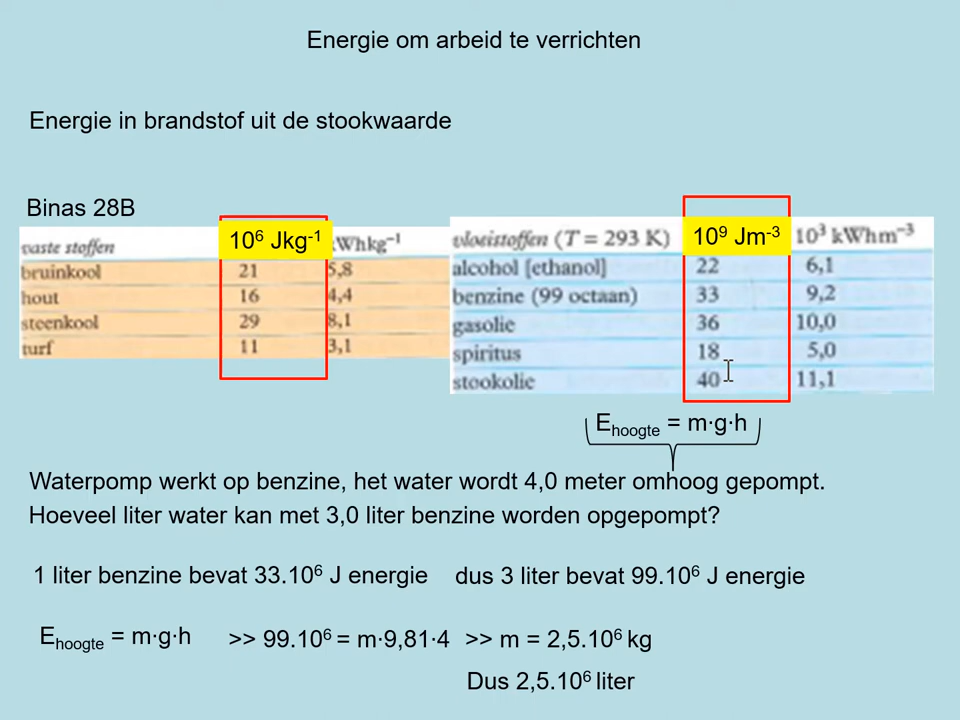 Energie om arbeid te verrichten
Energie in brandstof uit de stookwaarde
Binas 28B
vaste stoffen 10⁶ Jkg⁻¹ Whkg⁻¹
bruinkool 21 5,8
hout 16 4,4
steenkool 29 8,1
turf 11 3,1
vloeistoffen (T = 293 K) 10⁹ Jm⁻³ 10³ kWhm⁻³
alcohol [ethanol] 22 6,1
benzine (99 octaan) 33 9,2
gasolie 36 10,0
spiritus 18 5,0
stookolie 40 11,1
E_hoogte = m·g·h
Waterpomp werkt op benzine, het water wordt 4,0 meter omhoog gepompt.
Hoeveel liter water kan met 3,0 liter benzine worden opgepompt?
1 liter benzine bevat 33.10⁶ J energie dus 3 liter bevat 99.10⁶ J energie
E_hoogte = m·g·h >> 99.10⁶ = m·9,81·4 >> m = 2,5.10⁶ kg
Dus 2,5.10⁶ liter